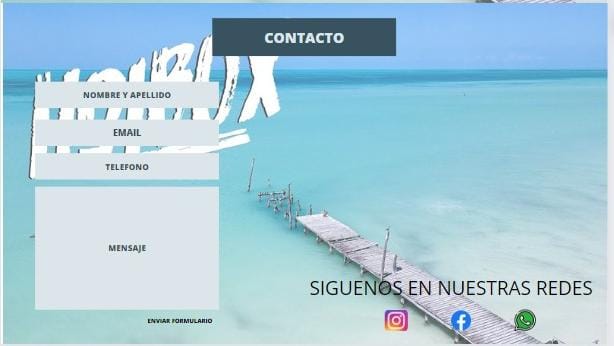 CONTACTO
NOMBRE Y APELLIDO
EMAIL
TELEFONO
MENSAJE
ENVIAR FORMULARIO
SIGUENOS EN NUESTRAS REDES